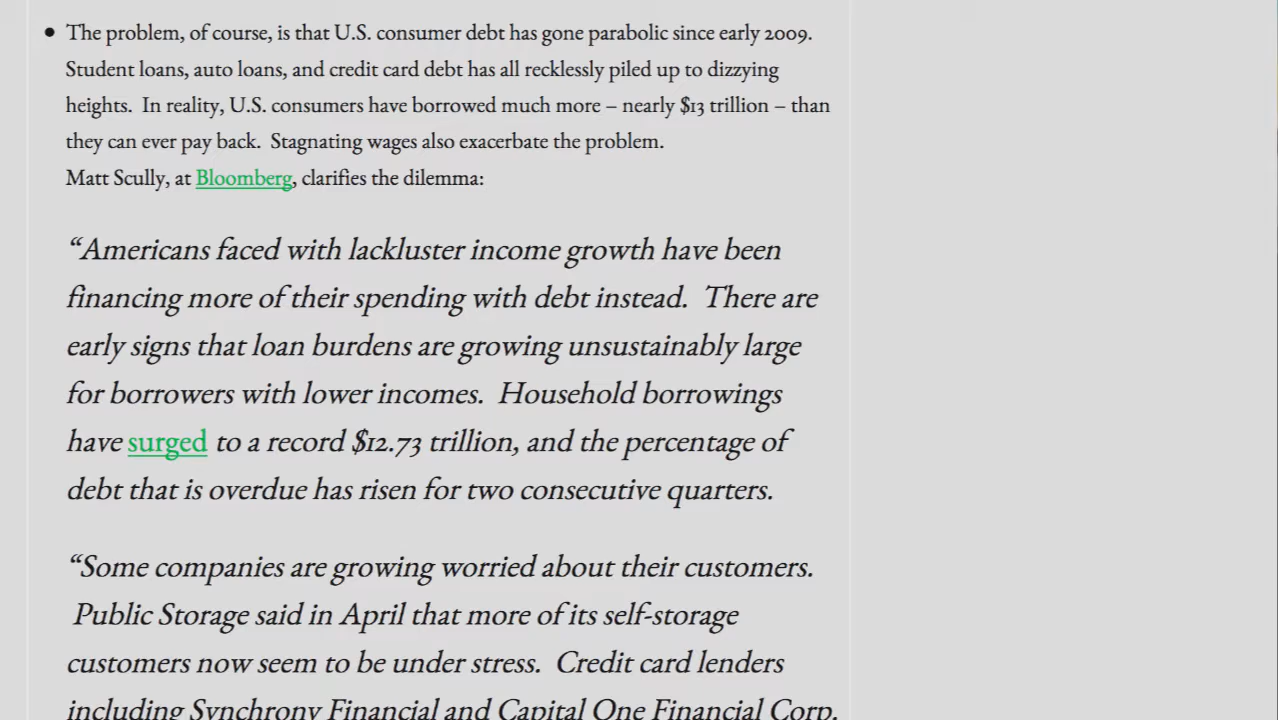 • The problem, of course, is that U.S. consumer debt has gone parabolic since early 2009.
Student loans, auto loans, and credit card debt has all recklessly piled up to dizzying
heights.  In reality, U.S. consumers have borrowed much more – nearly $13 trillion – than
they can ever pay back.  Stagnating wages also exacerbate the problem.
Matt Scully, at Bloomberg, clarifies the dilemma:
“Americans faced with lackluster income growth have been
financing more of their spending with debt instead.  There are
early signs that loan burdens are growing unsustainably large
for borrowers with lower incomes.  Household borrowings
have surged to a record $12.73 trillion, and the percentage of
debt that is overdue has risen for two consecutive quarters.
“Some companies are growing worried about their customers.
Public Storage said in April that more of its self-storage
customers now seem to be under stress.  Credit card lenders
including Synchrony Financial and Capital One Financial Corp.